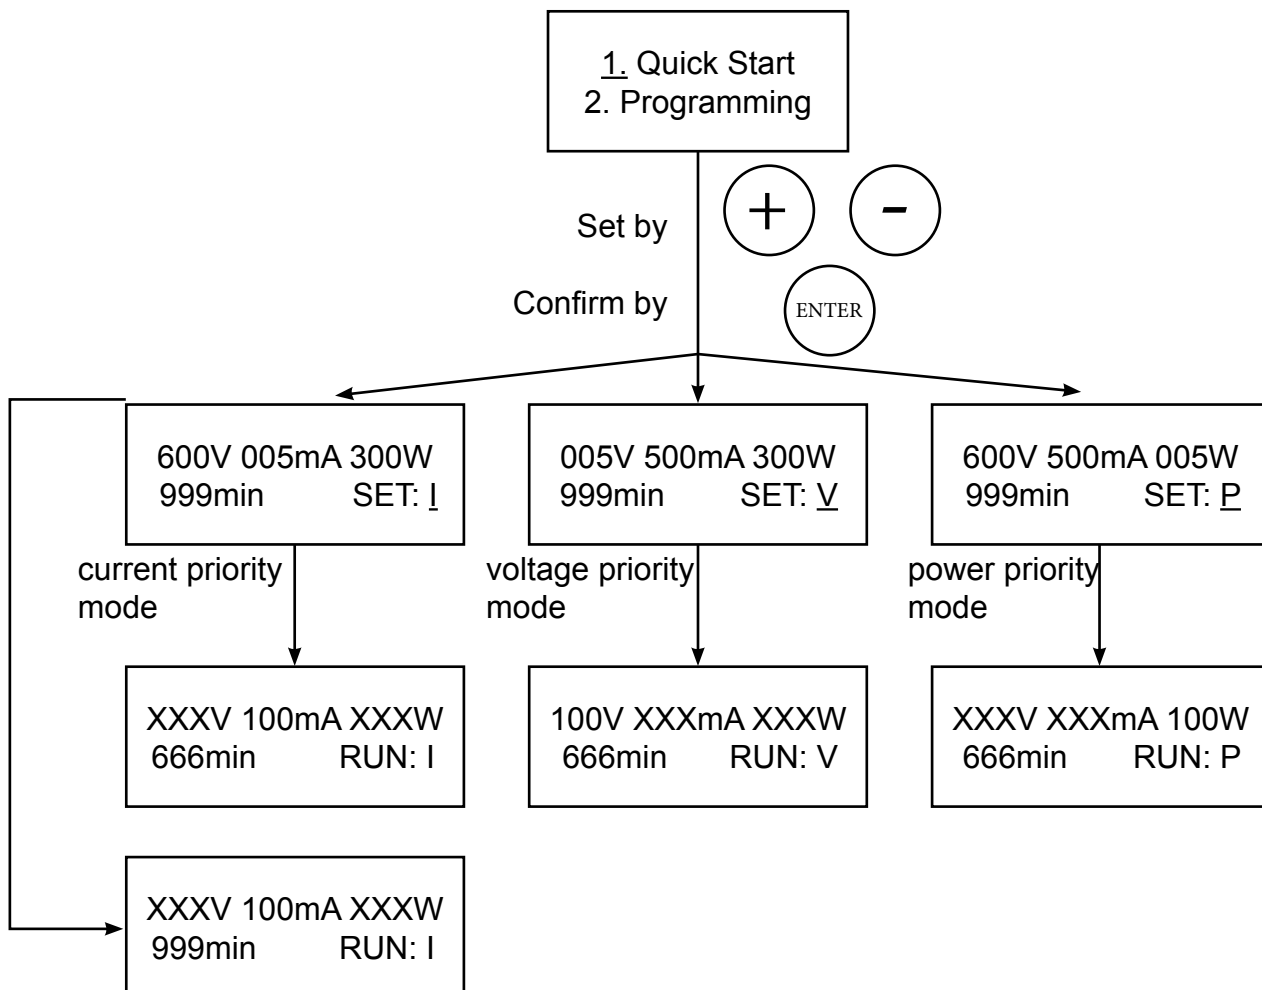 1. Quick Start
2. Programming
+ -
Set by
Confirm by
ENTER
600V 005mA 300W
999min SET: I
005V 500mA 300W
999min SET: V
600V 500mA 005W
999min SET: P
current priority
mode
voltage priority
mode
power priority
mode
XXXV 100mA XXXW
666min RUN: I
100V XXXmA XXXW
666min RUN: V
XXXV XXXmA 100W
666min RUN: P
XXXV 100mA XXXW
999min RUN: I